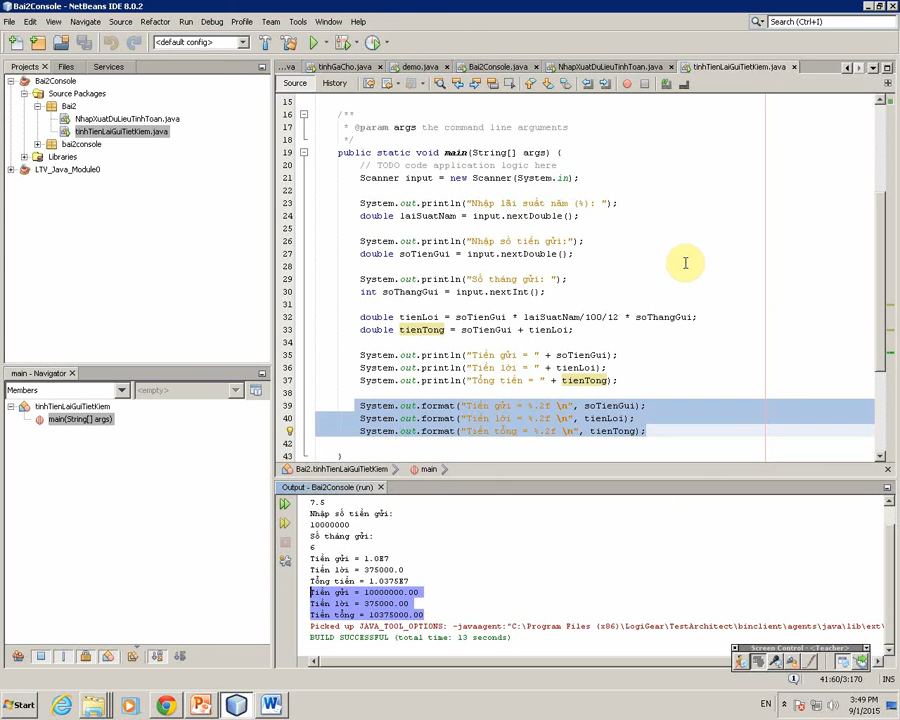 Bai2Console - NetBeans IDE 8.0.2
File Edit View Navigate Source Refactor Run Debug Profile Team Tools Window Help
Search (Ctrl+I)
<default config>
Projects Files Services
Bai2Console
Source Packages
Bai2
NhapXuatDuLieuTinhToan.java
tinhTienLaiGuiTietKiem.java
bai2console
Libraries
LTV_Java_Module0
main - Navigator
Members <empty>
tinhTienLaiGuiTietKiem
main(String[] args)
...va tinhGaCho.java demo.java Bai2Console.java NhapXuatDuLieuTinhToan.java tinhTienLaiGuiTietKiem.java
Source History
15
16 /**
17 * @param args the command line arguments
18 */
19 public static void main(String[] args) {
20 // TODO code application logic here
21 Scanner input = new Scanner(System.in);
22
23 System.out.println("Nhập lãi suất năm (%): ");
24 double laiSuatNam = input.nextDouble();
25
26 System.out.println("Nhập số tiền gửi:");
27 double soTienGui = input.nextDouble();
28
29 System.out.println("Số tháng gửi: ");
30 int soThangGui = input.nextInt();
31
32 double tienLoi = soTienGui * laiSuatNam/100/12 * soThangGui;
33 double tienTong = soTienGui + tienLoi;
34
35 System.out.println("Tiền gửi = " + soTienGui);
36 System.out.println("Tiền lời = " + tienLoi);
37 System.out.println("Tổng tiền = " + tienTong);
38
39 System.out.format("Tiền gửi = %.2f \n", soTienGui);
40 System.out.format("Tiền lời = %.2f \n", tienLoi);
System.out.format("Tiền tổng = %.2f \n", tienTong);
42
43 }
Bai2.tinhTienLaiGuiTietKiem main
Output - Bai2Console (run)
7.5
Nhập số tiền gửi:
10000000
Số tháng gửi:
6
Tiền gửi = 1.0E7
Tiền lời = 375000.0
Tổng tiền = 1.0375E7
Tiền gửi = 10000000.00
Tiền lời = 375000.00
Tiền tổng = 10375000.00
Picked up JAVA_TOOL_OPTIONS: -javaagent:"C:\Program Files (x86)\LogiGear\TestArchitect\binclient\agents\java\lib\ext\
BUILD SUCCESSFUL (total time: 13 seconds)
Screen Control - <Teacher>
41:60/3:170 INS
Start
EN
3:49 PM
9/1/2015